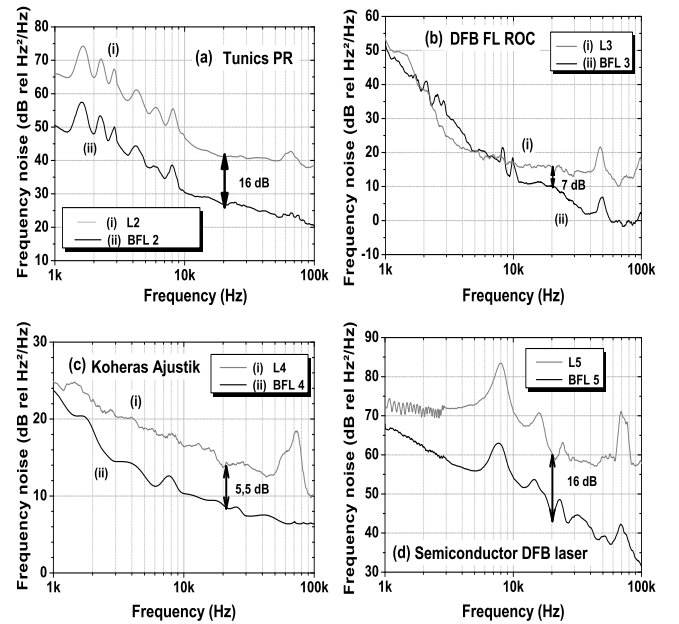 Frequency noise (dB rel Hz²/Hz)
80
70
60
50
40
30
20
10
(a) Tunics PR
(i)
(ii)
16 dB
(i) L2
(ii) BFL 2
1k
10k
100k
Frequency (Hz)
Frequency noise (dB rel Hz²/Hz)
60
50
40
30
20
10
0
-10
(b) DFB FL ROC
(i) L3
(ii) BFL 3
(i)
7 dB
(ii)
1k
10k
100k
Frequency (Hz)
Frequency noise (dB rel Hz²/Hz)
30
20
10
0
(c) Koheras Ajustik
(i) L4
(ii) BFL 4
(i)
(ii)
5,5 dB
1k
10k
100k
Frequency (Hz)
Frequency noise (dB rel Hz²/Hz)
90
80
70
60
50
40
30
L5
BFL 5
16 dB
(d) Semiconductor DFB laser
1k
10k
100k
Frequency (Hz)